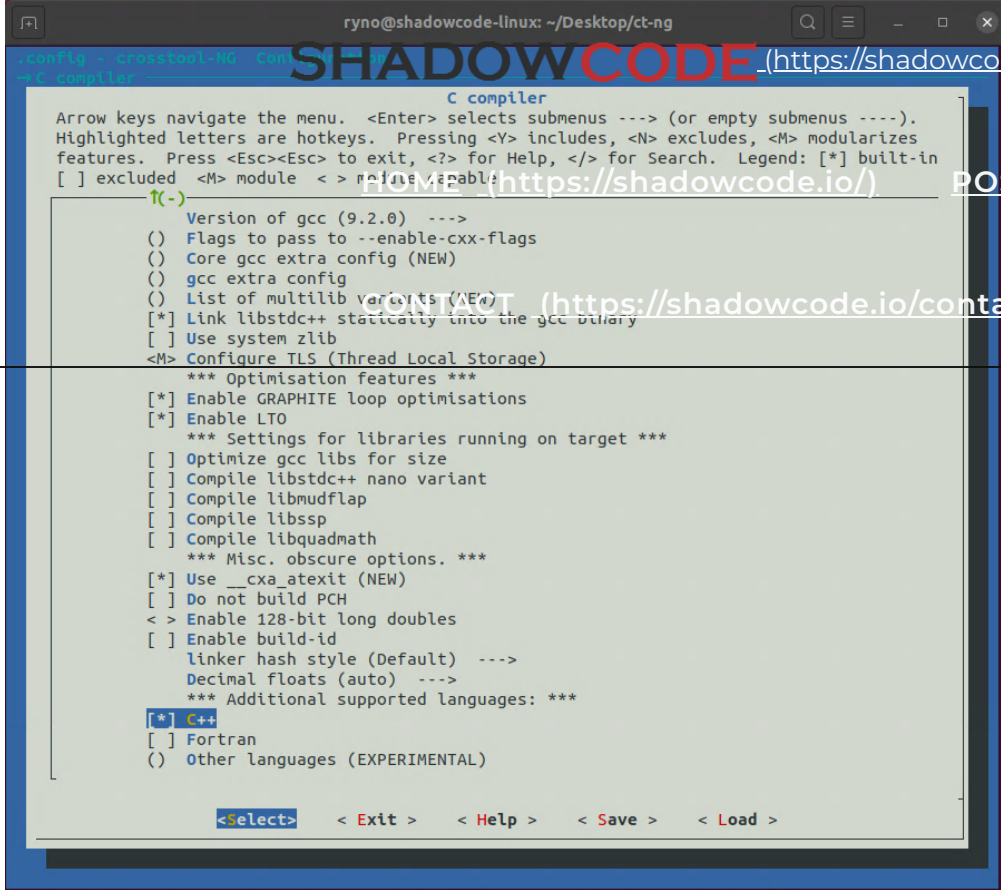 ryno@shadowcode-linux: ~/Desktop/ct-ng
.config - crosstool-NG Configuration
→ C compiler
SHADOWCODE (https://shadowco
C compiler
Arrow keys navigate the menu. <Enter> selects submenus ---> (or empty submenus ----).
Highlighted letters are hotkeys. Pressing <Y> includes, <N> excludes, <M> modularizes
features. Press <Esc><Esc> to exit, <?> for Help, </> for Search. Legend: [*] built-in
[ ] excluded <M> module < > module capable
HOME (https://shadowcode.io/) POS
↑(-)
Version of gcc (9.2.0) --->
() Flags to pass to --enable-cxx-flags
() Core gcc extra config (NEW)
() gcc extra config
() List of multilib variants (NEW)
CONTACT (https://shadowcode.io/conta
[*] Link libstdc++ statically into the gcc binary
[ ] Use system zlib
<M> Configure TLS (Thread Local Storage)
*** Optimisation features ***
[*] Enable GRAPHITE loop optimisations
[*] Enable LTO
*** Settings for libraries running on target ***
[ ] Optimize gcc libs for size
[ ] Compile libstdc++ nano variant
[ ] Compile libmudflap
[ ] Compile libssp
[ ] Compile libquadmath
*** Misc. obscure options. ***
[*] Use __cxa_atexit (NEW)
[ ] Do not build PCH
< > Enable 128-bit long doubles
[ ] Enable build-id
linker hash style (Default) --->
Decimal floats (auto) --->
*** Additional supported languages: ***
[*] C++
[ ] Fortran
() Other languages (EXPERIMENTAL)
<Select> < Exit > < Help > < Save > < Load >